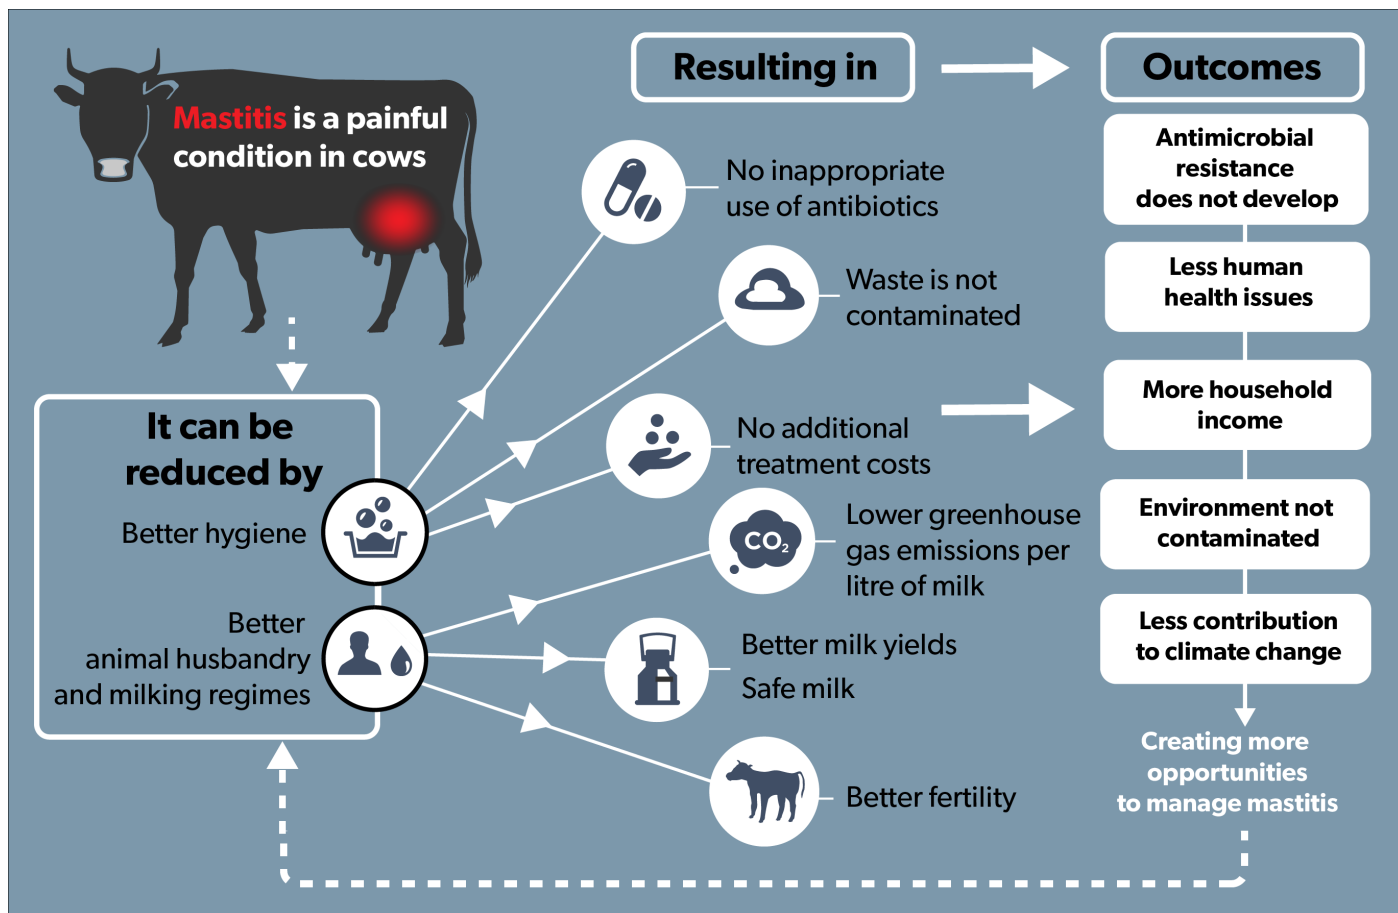 Mastitis is a painful
condition in cows
It can be
reduced by
Better hygiene
Better
animal husbandry
and milking regimes
Resulting in
No inappropriate
use of antibiotics
Waste is not
contaminated
No additional
treatment costs
CO₂
Lower greenhouse
gas emissions per
litre of milk
Better milk yields
Safe milk
Better fertility
Outcomes
Antimicrobial
resistance
does not develop
Less human
health issues
More household
income
Environment not
contaminated
Less contribution
to climate change
Creating more
opportunities
to manage mastitis